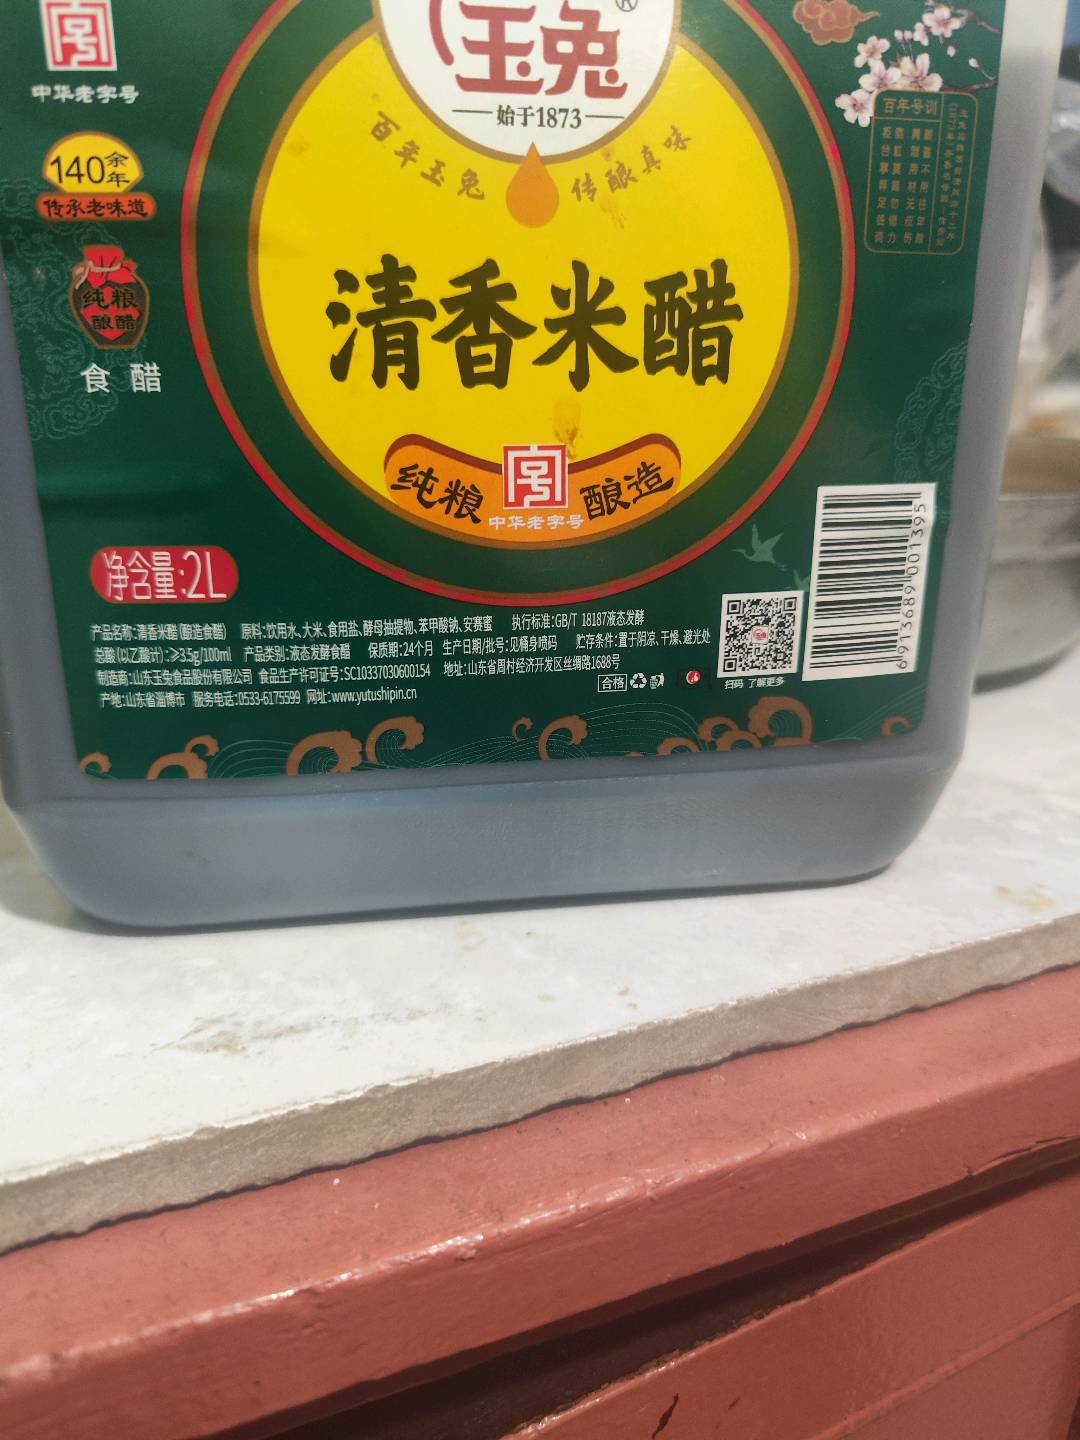 玉兔®
始于1873
百年玉兔 传酿真味
中华老字号
140余年
传承老味道
纯粮
酿醋
食 醋
百年号训
清香米醋
纯粮 酿造
中华老字号
净含量:2L
产品名称:清香米醋(酿造食醋) 原料:饮用水、大米、食用盐、酵母抽提物、苯甲酸钠、安赛蜜 执行标准:GB/T 18187液态发酵
总酸(以乙酸计):≥3.5g/100ml 产品类别:液态发酵食醋 保质期:24个月 生产日期/批号:见桶身喷码 贮存条件:置于阴凉、干燥、避光处
制造商:山东玉兔食品股份有限公司 食品生产许可证号:SC10337030600154 地址:山东省周村经济开发区丝绸路1688号
产地:山东省淄博市 服务电话:0533-6175599 网址:www.yutushipin.cn
合格
扫码 了解更多
6 913689 001395